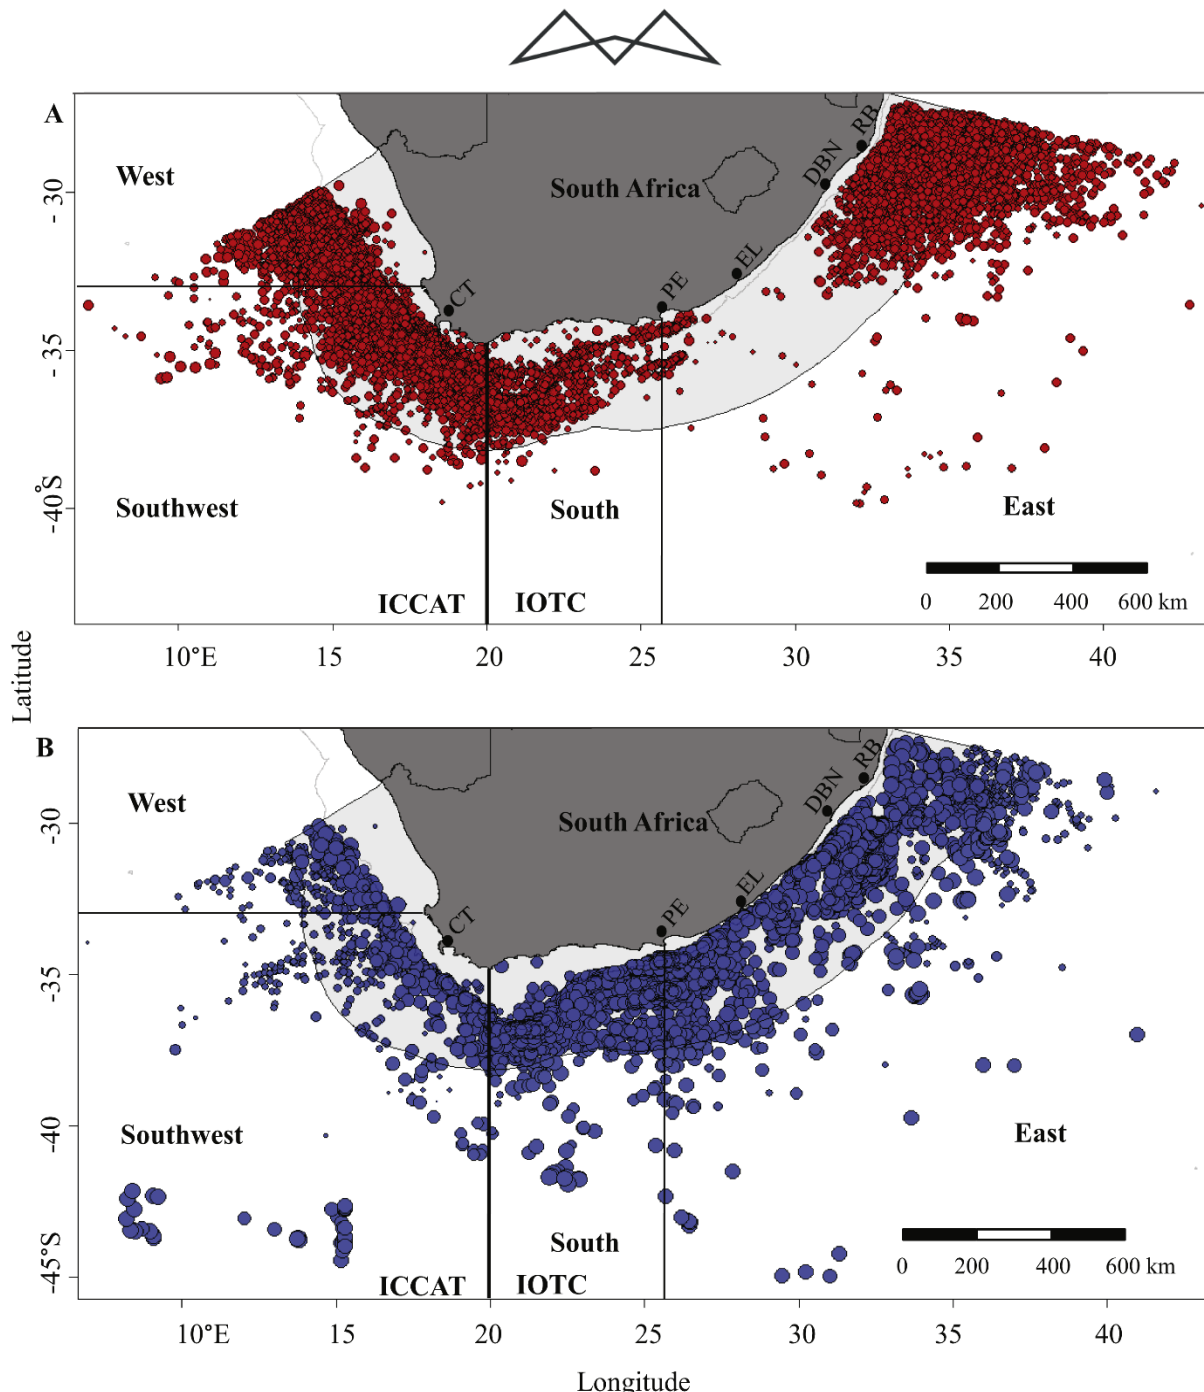 A
West
South Africa
RB
DBN
EL
PE
CT
Southwest
South
East
ICCAT
IOTC
0 200 400 600 km
-30
-35
-40°S
10°E 15 20 25 30 35 40
Latitude
B
West
South Africa
RB
DBN
EL
PE
CT
Southwest
South
East
ICCAT
IOTC
0 200 400 600 km
-30
-35
-40
-45°S
10°E 15 20 25 30 35 40
Longitude